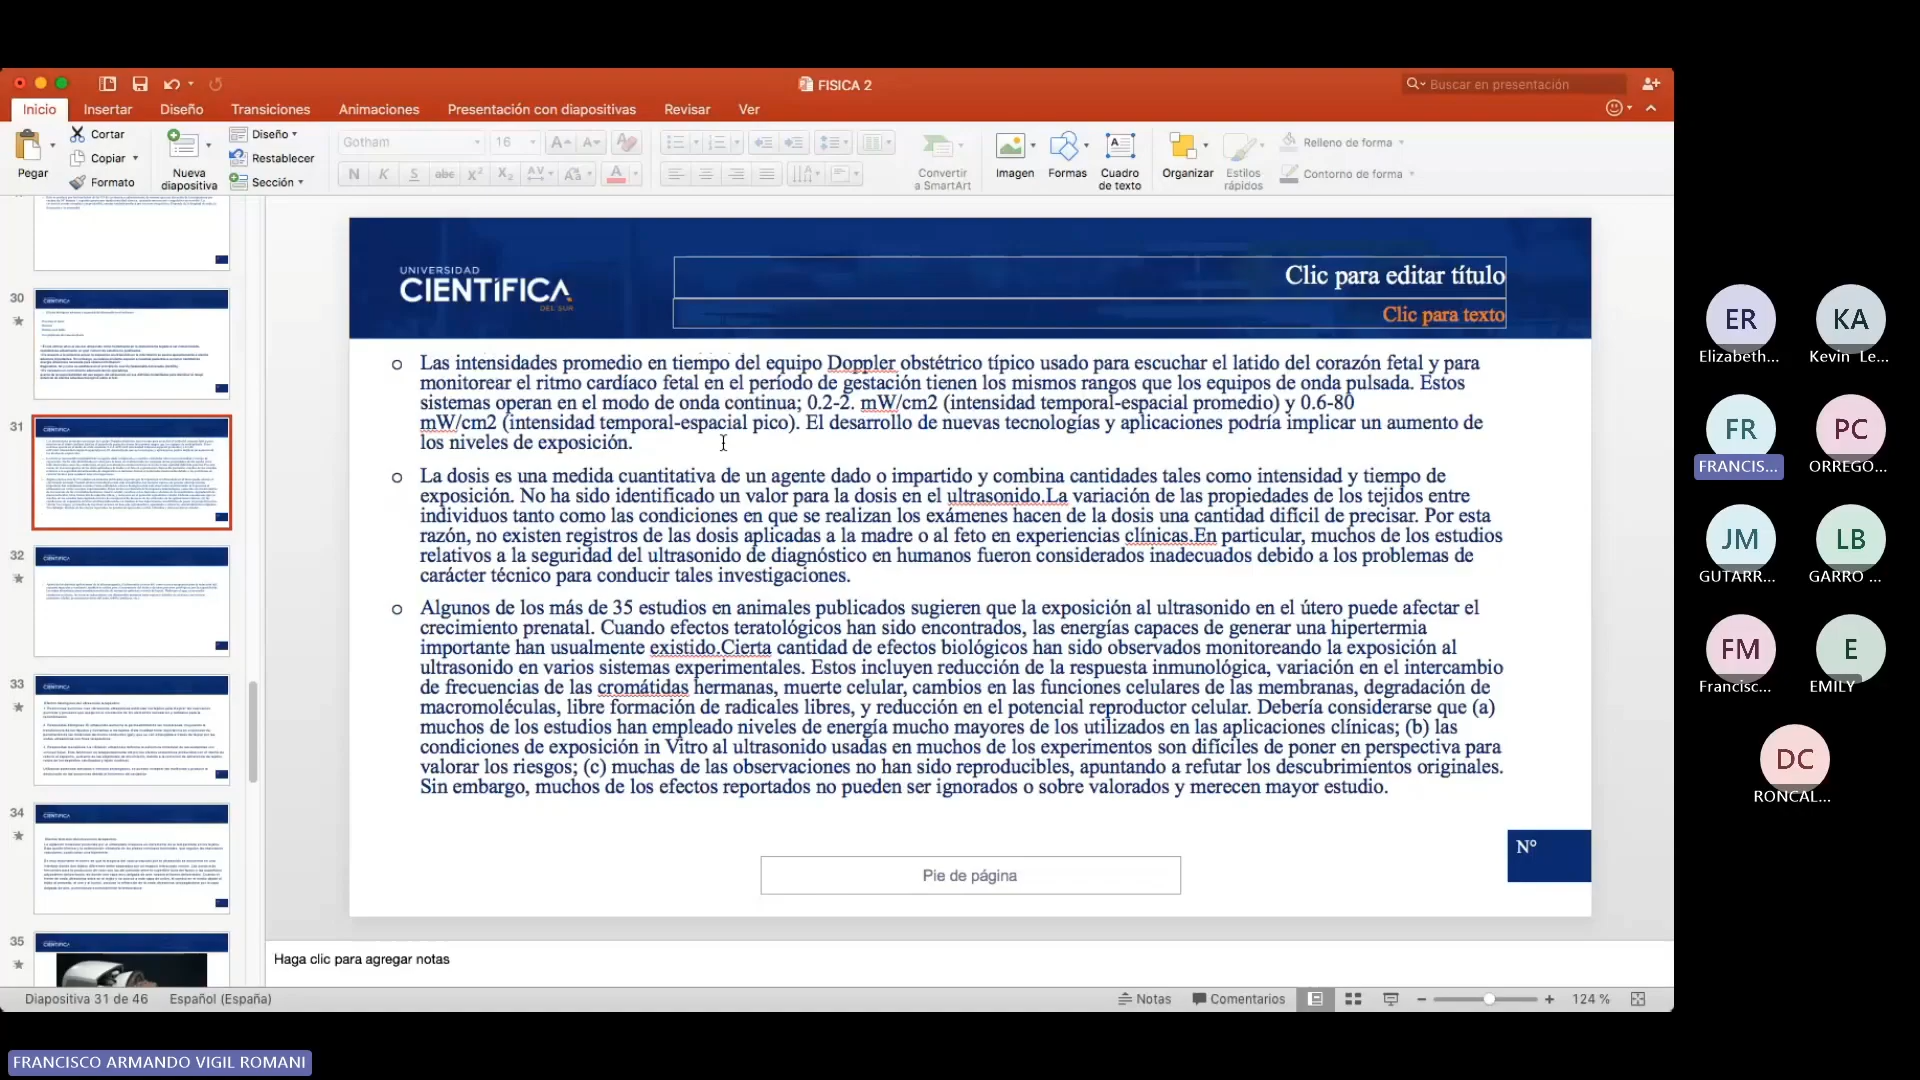 FISICA 2
Buscar en presentación
Inicio
Insertar
Diseño
Transiciones
Animaciones
Presentación con diapositivas
Revisar
Ver
Pegar
Cortar
Copiar
Formato
Nueva
diapositiva
Diseño
Restablecer
Sección
Gotham
16
Convertir
a SmartArt
Imagen
Formas
Cuadro
de texto
Organizar
Estilos
rápidos
Relleno de forma
Contorno de forma
30
31
32
33
34
35
UNIVERSIDAD
CIENTÍFICA
DEL SUR
Clic para editar título
Clic para texto
Las intensidades promedio en tiempo del equipo Doppler obstétrico típico usado para escuchar el latido del corazón fetal y para
monitorear el ritmo cardíaco fetal en el período de gestación tienen los mismos rangos que los equipos de onda pulsada. Estos
sistemas operan en el modo de onda continua; 0.2-2. mW/cm2 (intensidad temporal-espacial promedio) y 0.6-80
mW/cm2 (intensidad temporal-espacial pico). El desarrollo de nuevas tecnologías y aplicaciones podría implicar un aumento de
los niveles de exposición.
La dosis es una medida cuantitativa de un agente dado o impartido y combina cantidades tales como intensidad y tiempo de
exposición. No ha sido identificado un valor para la dosis en el ultrasonido.La variación de las propiedades de los tejidos entre
individuos tanto como las condiciones en que se realizan los exámenes hacen de la dosis una cantidad difícil de precisar. Por esta
razón, no existen registros de las dosis aplicadas a la madre o al feto en experiencias clínicas.En particular, muchos de los estudios
relativos a la seguridad del ultrasonido de diagnóstico en humanos fueron considerados inadecuados debido a los problemas de
carácter técnico para conducir tales investigaciones.
Algunos de los más de 35 estudios en animales publicados sugieren que la exposición al ultrasonido en el útero puede afectar el
crecimiento prenatal. Cuando efectos teratológicos han sido encontrados, las energías capaces de generar una hipertermia
importante han usualmente existido.Cierta cantidad de efectos biológicos han sido observados monitoreando la exposición al
ultrasonido en varios sistemas experimentales. Estos incluyen reducción de la respuesta inmunológica, variación en el intercambio
de frecuencias de las cromátidas hermanas, muerte celular, cambios en las funciones celulares de las membranas, degradación de
macromoléculas, libre formación de radicales libres, y reducción en el potencial reproductor celular. Debería considerarse que (a)
muchos de los estudios han empleado niveles de energía mucho mayores de los utilizados en las aplicaciones clínicas; (b) las
condiciones de exposición in Vitro al ultrasonido usadas en muchos de los experimentos son difíciles de poner en perspectiva para
valorar los riesgos; (c) muchas de las observaciones no han sido reproducibles, apuntando a refutar los descubrimientos originales.
Sin embargo, muchos de los efectos reportados no pueden ser ignorados o sobre valorados y merecen mayor estudio.
N°
Pie de página
Haga clic para agregar notas
Diapositiva 31 de 46
Español (España)
Notas
Comentarios
124 %
ER
Elizabeth...
KA
Kevin Le...
FR
FRANCIS...
PC
ORREGO...
JM
GUTARR...
LB
GARRO ...
FM
Francisc...
E
EMILY
DC
RONCAL...
FRANCISCO ARMANDO VIGIL ROMANI